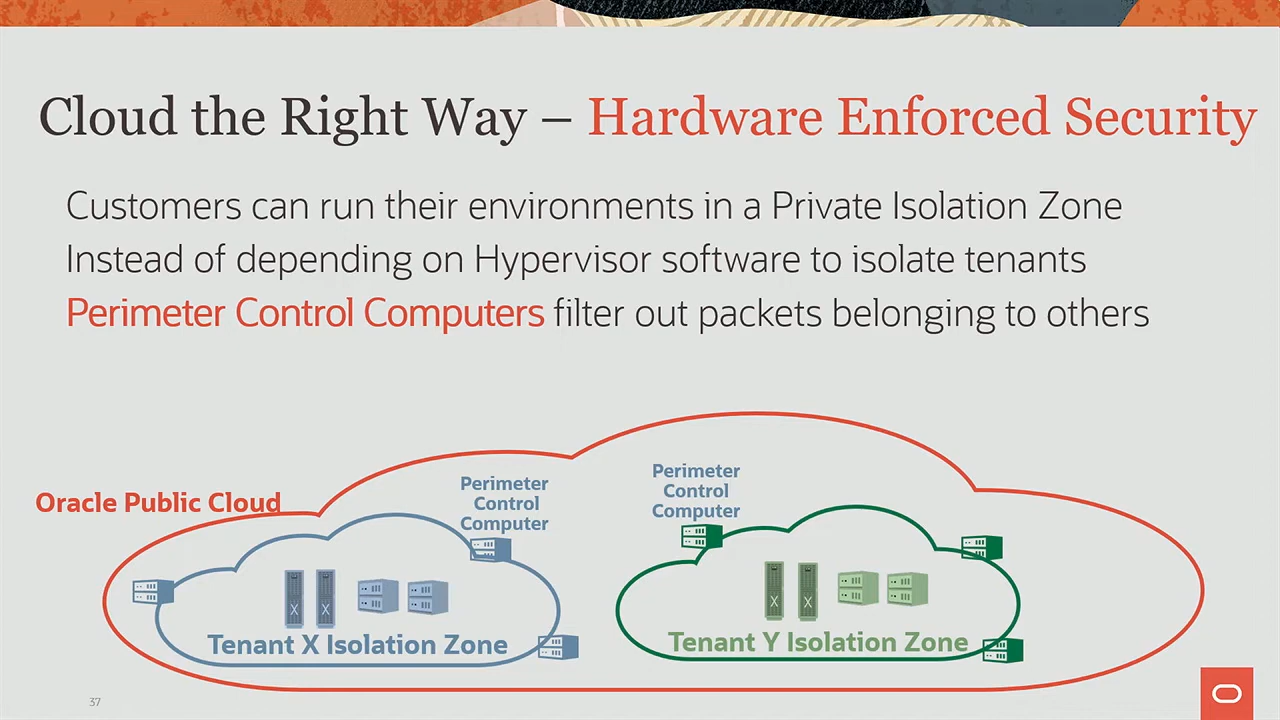 Cloud the Right Way – Hardware Enforced Security
Customers can run their environments in a Private Isolation Zone
Instead of depending on Hypervisor software to isolate tenants
Perimeter Control Computers filter out packets belonging to others
Oracle Public Cloud
Perimeter
Control
Computer
Perimeter
Control
Computer
X
X
Tenant X Isolation Zone
X
X
Tenant Y Isolation Zone
37